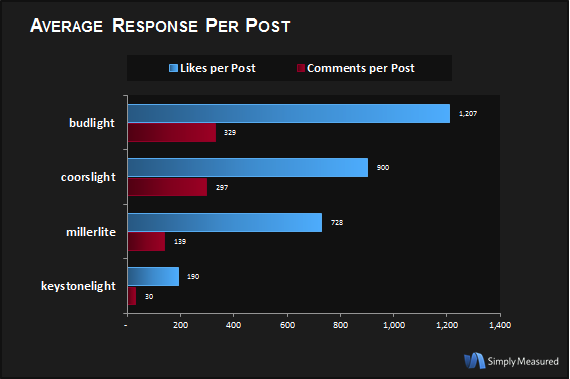 AVERAGE RESPONSE PER POST
Likes per Post Comments per Post
budlight 1,207
329
coorslight 900
297
millerlite 728
139
keystonelight 190
30
- 200 400 600 800 1,000 1,200 1,400
Simply Measured